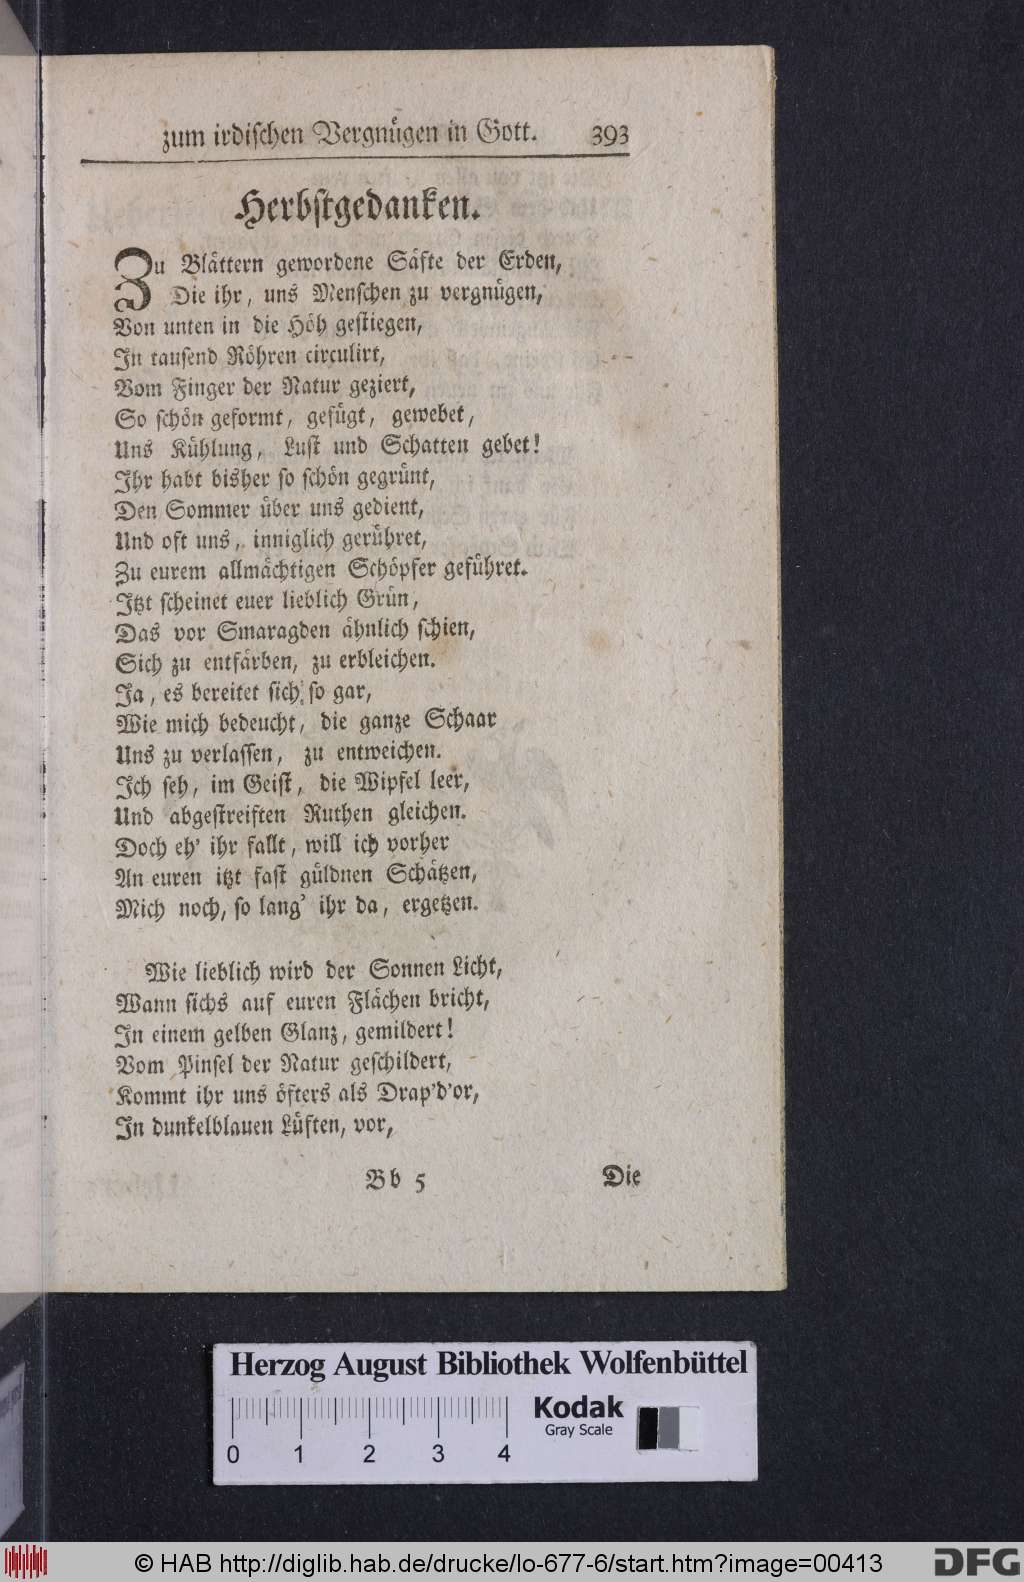 zum irdischen Vergnügen in Gott. 393
Herbstgedanken.
Zu Blättern gewordene Säfte der Erden,
Die ihr, uns Menschen zu vergnügen,
Von unten in die Höh gestiegen,
In tausend Röhren circulirt,
Vom Finger der Natur geziert,
So schön geformt, gefügt, gewebet,
Uns Kühlung, Lust und Schatten gebet!
Ihr habt bisher so schön gegrünt,
Den Sommer über uns gedient,
Und oft uns, inniglich gerühret,
Zu eurem allmächtigen Schöpfer geführet.
Itzt scheinet euer lieblich Grün,
Das vor Smaragden ähnlich schien,
Sich zu entfärben, zu erbleichen.
Ja, es bereitet sich so gar,
Wie mich bedeucht, die ganze Schaar
Uns zu verlassen, zu entweichen.
Ich seh, im Geist, die Wipfel leer,
Und abgestreiften Ruthen gleichen.
Doch eh' ihr fallt, will ich vorher
An euren itzt fast güldnen Schätzen,
Mich noch, so lang' ihr da, ergetzen.
Wie lieblich wird der Sonnen Licht,
Wann sichs auf euren Flächen bricht,
In einem gelben Glanz, gemildert!
Vom Pinsel der Natur geschildert,
Kommt ihr uns öfters als Drap'd'or,
In dunkelblauen Lüften, vor,
Bb 5 Die
Herzog August Bibliothek Wolfenbüttel
Kodak
Gray Scale
0 1 2 3 4
© HAB http://diglib.hab.de/drucke/lo-677-6/start.htm?image=00413
DFG